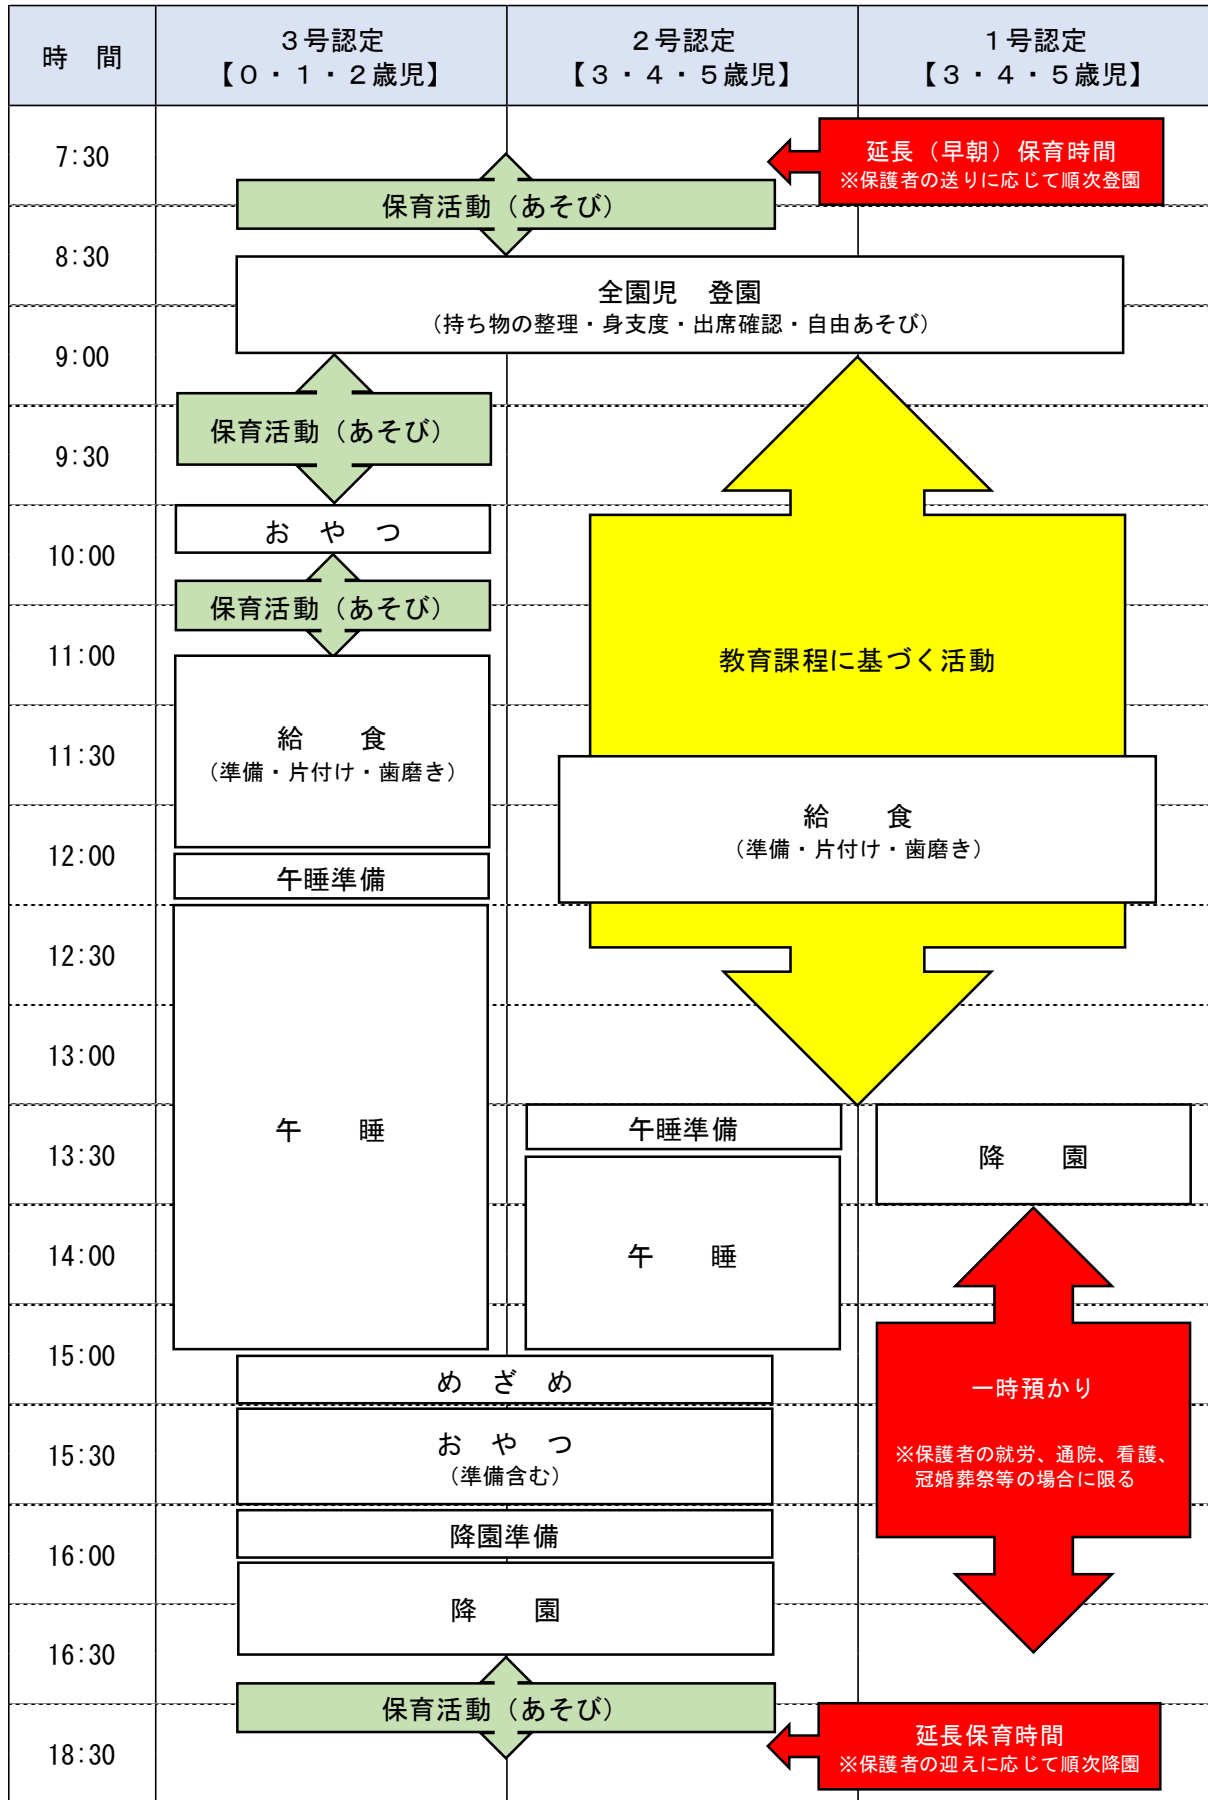 時　間
３号認定
【０・１・２歳児】
２号認定
【３・４・５歳児】
１号認定
【３・４・５歳児】
7:30
延長（早朝）保育時間
※保護者の送りに応じて順次登園
保育活動（あそび）
8:30
全園児　登園
（持ち物の整理・身支度・出席確認・自由あそび）
9:00
保育活動（あそび）
9:30
お　や　つ
10:00
保育活動（あそび）
11:00
教育課程に基づく活動
11:30
給　　食
（準備・片付け・歯磨き）
給　　食
（準備・片付け・歯磨き）
12:00
午睡準備
12:30
13:00
午　　睡
午睡準備
13:30
降　　園
14:00
午　　睡
15:00
め　ざ　め
一時預かり
※保護者の就労、通院、看護、
冠婚葬祭等の場合に限る
15:30
お　や　つ
（準備含む）
降園準備
16:00
降　　園
16:30
保育活動（あそび）
延長保育時間
※保護者の迎えに応じて順次降園
18:30